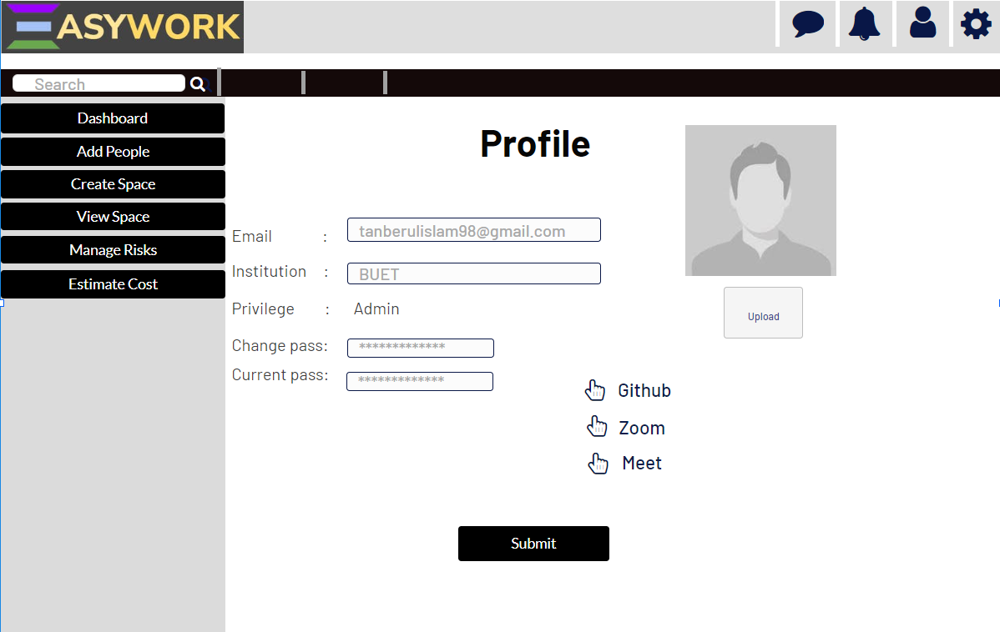 EASYWORK
Search
Dashboard
Add People
Create Space
View Space
Manage Risks
Estimate Cost
Profile
Email : tanberulislam98@gmail.com
Institution : BUET
Privilege : Admin
Change pass: *************
Current pass: *************
Upload
Github
Zoom
Meet
Submit